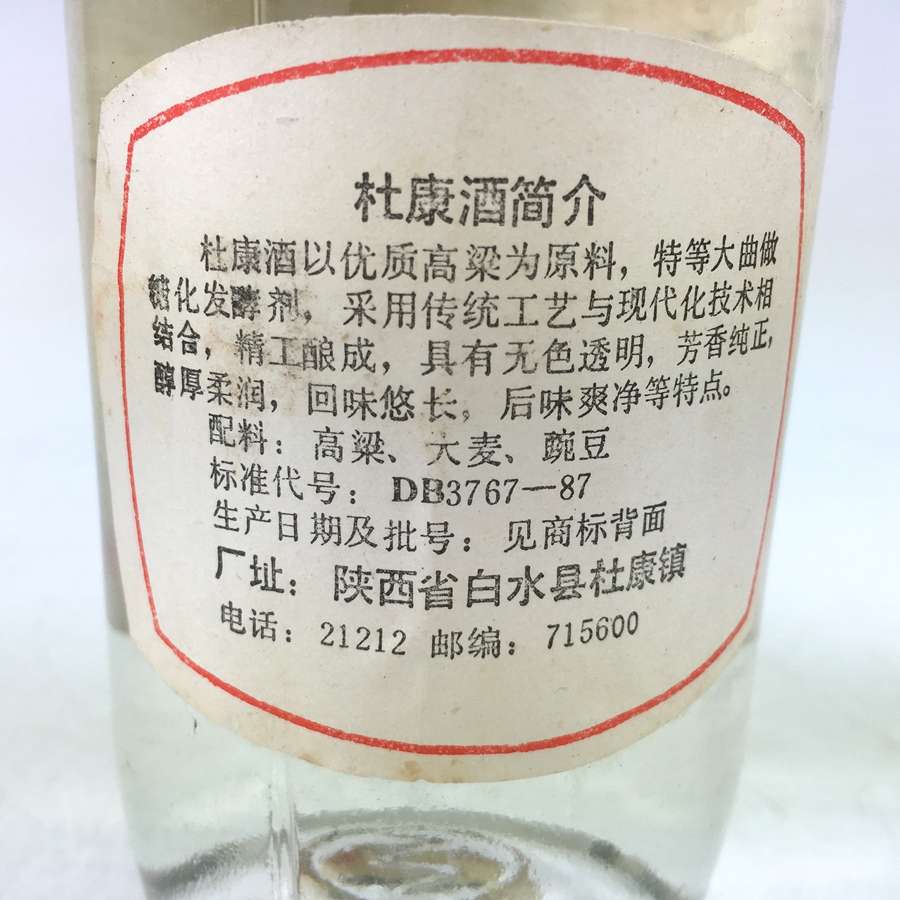 杜康酒简介
杜康酒以优质高粱为原料，特等大曲做
糖化发酵剂，采用传统工艺与现代化技术相
结合，精工酿成，具有无色透明，芳香纯正，
醇厚柔润，回味悠长，后味爽净等特点。
配料：高粱、大麦、豌豆
标准代号：DB3767—87
生产日期及批号：见商标背面
厂址：陕西省白水县杜康镇
电话：21212 邮编：715600